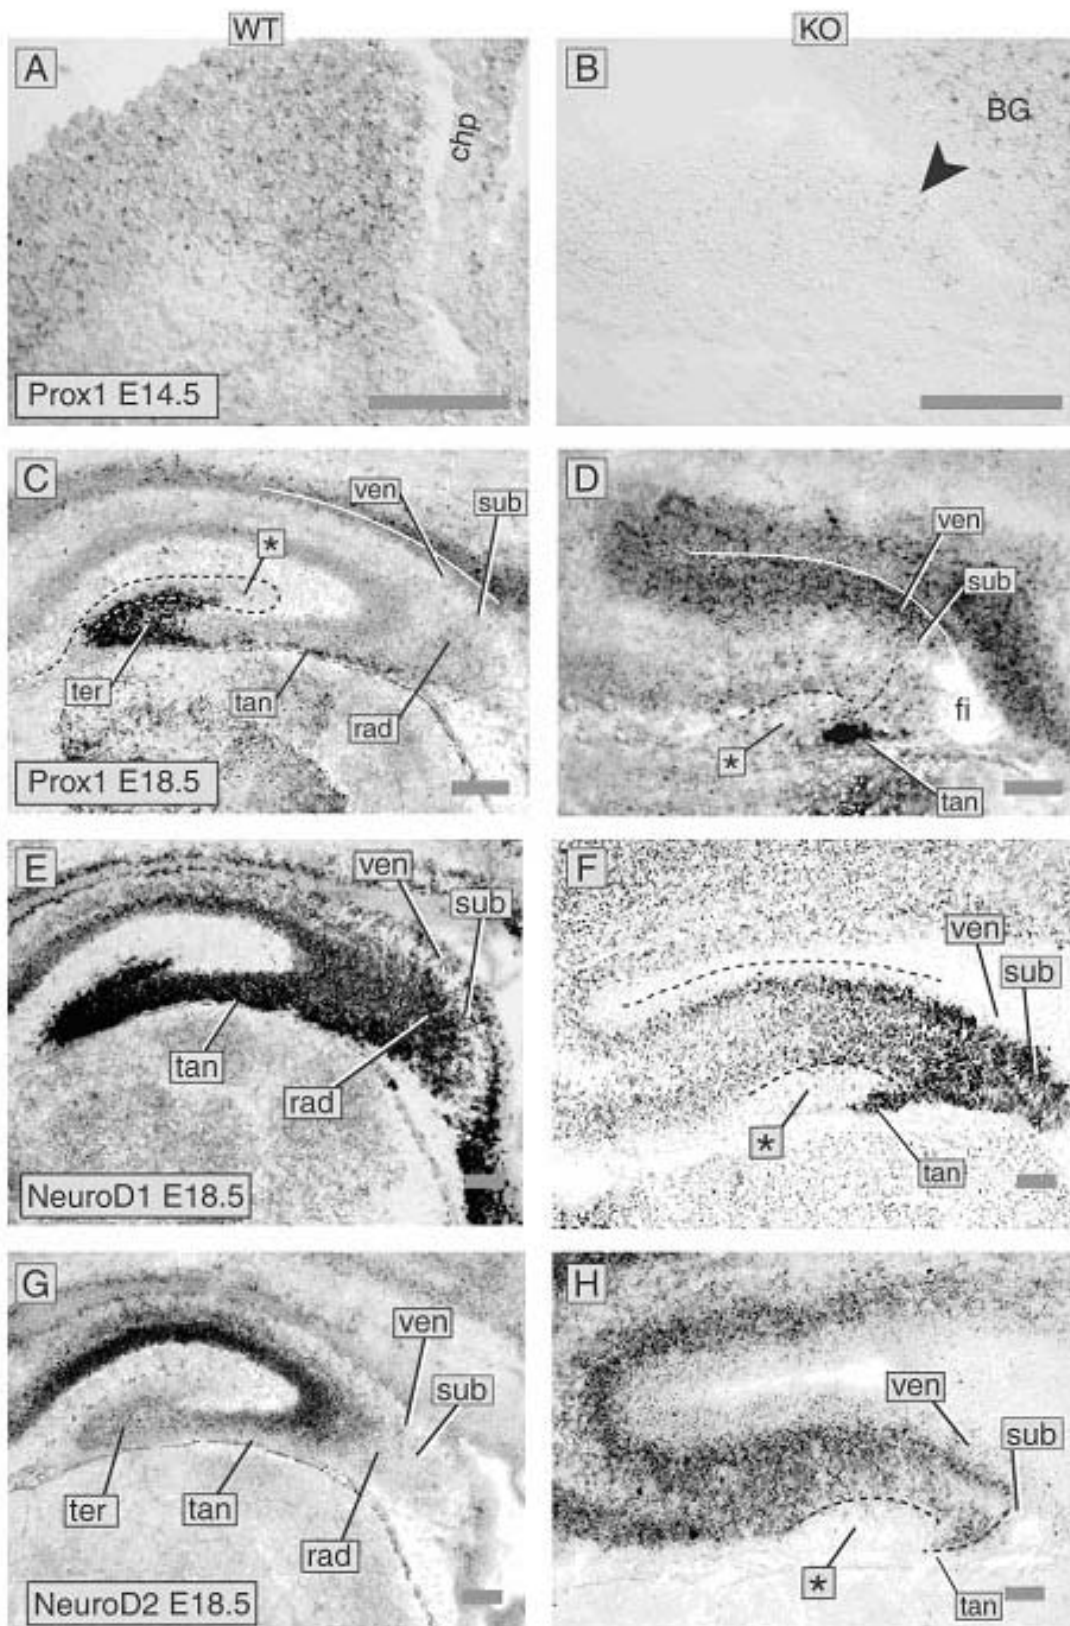 WT
KO
A
chp
Prox1 E14.5
B
BG
C
ven
sub
*
ter
tan
rad
Prox1 E18.5
D
ven
sub
fi
*
tan
E
ven
sub
tan
rad
NeuroD1 E18.5
F
ven
sub
*
tan
G
ven
sub
ter
tan
rad
NeuroD2 E18.5
H
ven
sub
*
tan